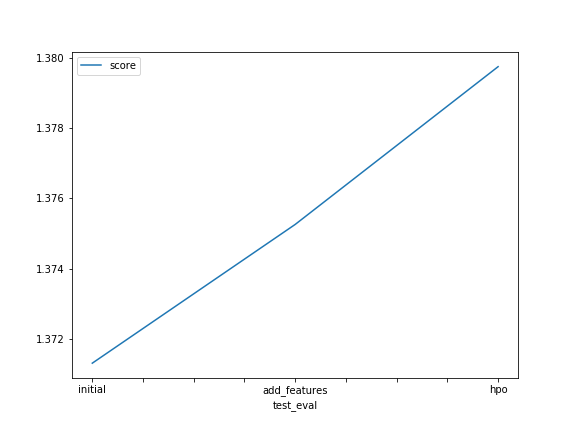 1.380
score
1.378
1.376
1.374
1.372
initial add_features hpo
test_eval